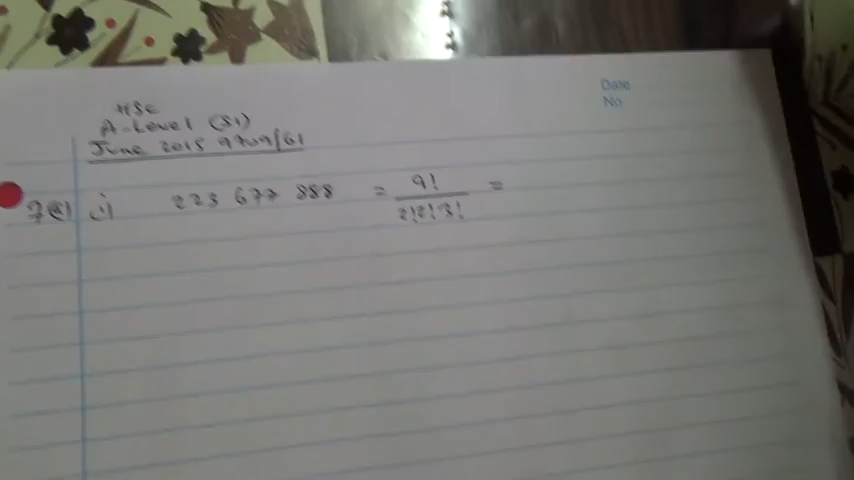 Date
No
HSC
A-Level (S1)
June 2015 9709/61
7(a) (i) 223 677 888 = 9! / 2!2!3! =